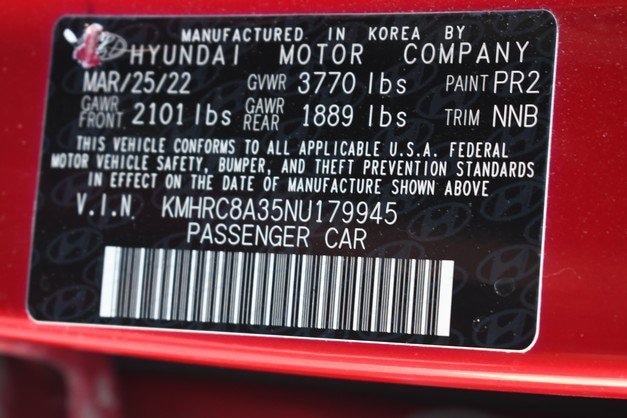 MANUFACTURED IN KOREA BY
HYUNDAI MOTOR COMPANY
MAR/25/22 GVWR 3770 lbs PAINT PR2
GAWR FRONT 2101 lbs GAWR REAR 1889 lbs TRIM NNB
THIS VEHICLE CONFORMS TO ALL APPLICABLE U.S.A. FEDERAL
MOTOR VEHICLE SAFETY, BUMPER, AND THEFT PREVENTION STANDARDS
IN EFFECT ON THE DATE OF MANUFACTURE SHOWN ABOVE
V.I.N. KMHRC8A35NU179945
PASSENGER CAR